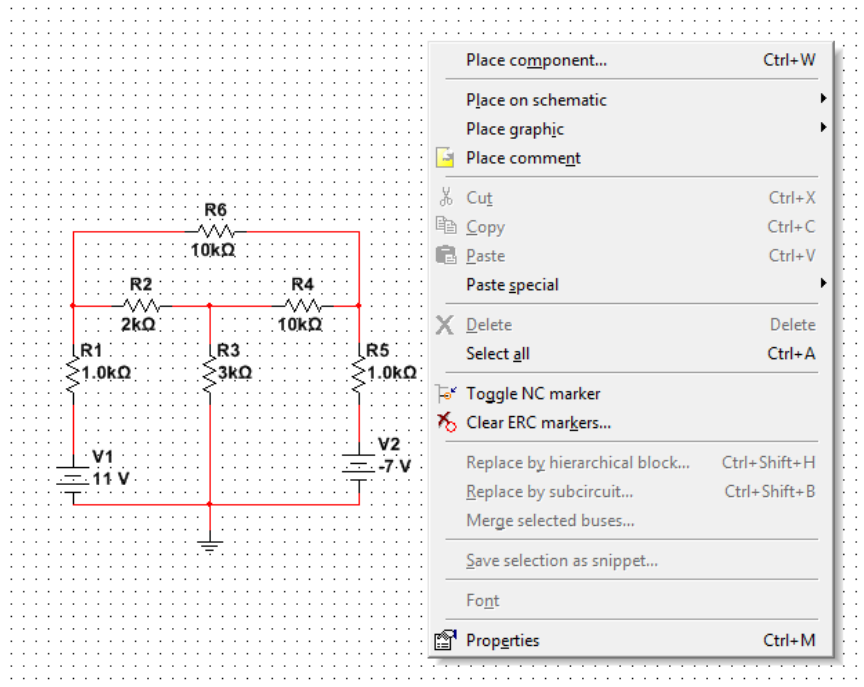 R6
10kΩ
R2
2kΩ
R4
10kΩ
R1
1.0kΩ
R3
3kΩ
R5
1.0kΩ
V1
11 V
V2
-7 V
Place component... Ctrl+W
Place on schematic
Place graphic
Place comment
Cut Ctrl+X
Copy Ctrl+C
Paste Ctrl+V
Paste special
Delete Delete
Select all Ctrl+A
Toggle NC marker
Clear ERC markers...
Replace by hierarchical block... Ctrl+Shift+H
Replace by subcircuit... Ctrl+Shift+B
Merge selected buses...
Save selection as snippet...
Font
Properties Ctrl+M